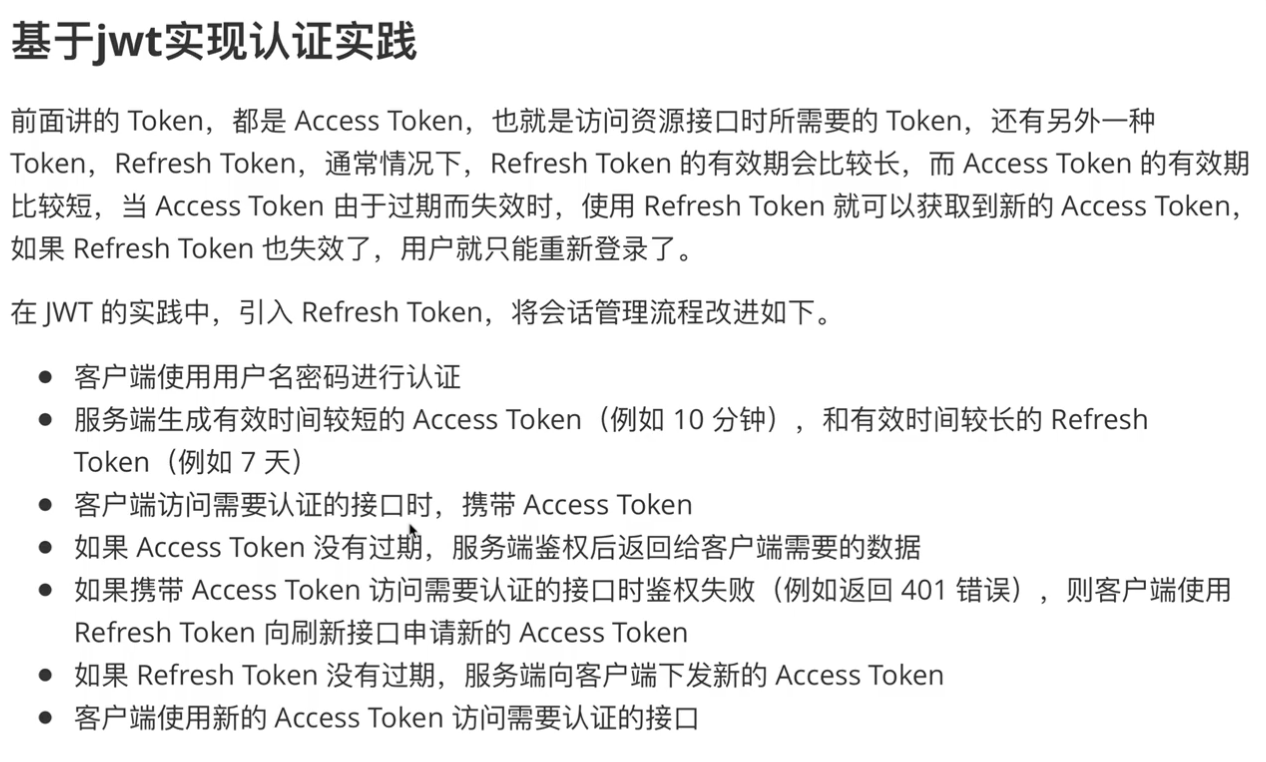 基于jwt实现认证实践
前面讲的 Token，都是 Access Token，也就是访问资源接口时所需要的 Token，还有另外一种
Token，Refresh Token，通常情况下，Refresh Token 的有效期会比较长，而 Access Token 的有效期
比较短，当 Access Token 由于过期而失效时，使用 Refresh Token 就可以获取到新的 Access Token，
如果 Refresh Token 也失效了，用户就只能重新登录了。
在 JWT 的实践中，引入 Refresh Token，将会话管理流程改进如下。
● 客户端使用用户名密码进行认证
● 服务端生成有效时间较短的 Access Token（例如 10 分钟），和有效时间较长的 Refresh
Token（例如 7 天）
● 客户端访问需要认证的接口时，携带 Access Token
● 如果 Access Token 没有过期，服务端鉴权后返回给客户端需要的数据
● 如果携带 Access Token 访问需要认证的接口时鉴权失败（例如返回 401 错误），则客户端使用
Refresh Token 向刷新接口申请新的 Access Token
● 如果 Refresh Token 没有过期，服务端向客户端下发新的 Access Token
● 客户端使用新的 Access Token 访问需要认证的接口